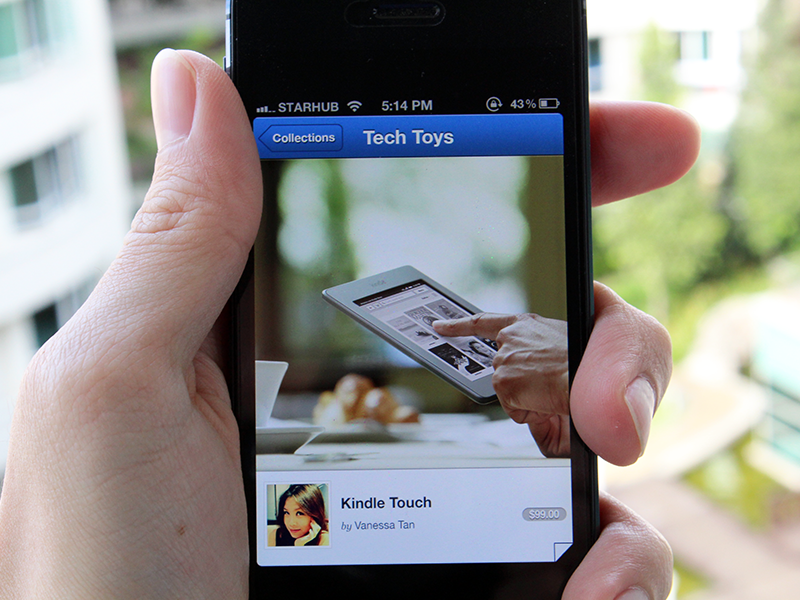 STARHUB 5:14 PM 43%
Collections Tech Toys
Kindle Touch
$99.00
by Vanessa Tan